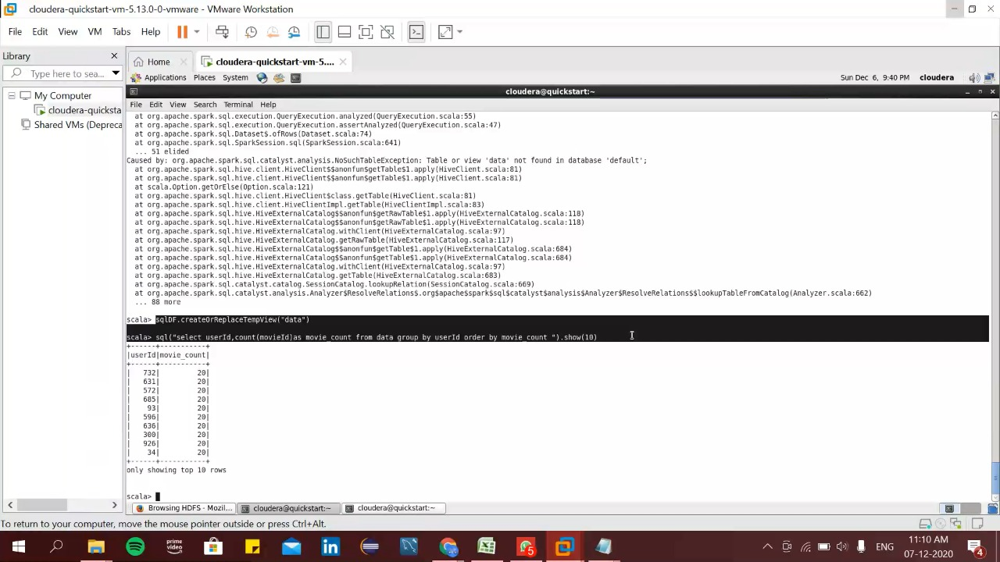 cloudera-quickstart-vm-5.13.0-0-vmware - VMware Workstation
File Edit View VM Tabs Help
Library
Home cloudera-quickstart-vm-5....
Type here to sea...
Applications Places System Sun Dec 6, 9:40 PM cloudera
cloudera@quickstart:~
My Computer
File Edit View Search Terminal Help
cloudera-quicksta
Shared VMs (Depreca
at org.apache.spark.sql.execution.QueryExecution.analyzed(QueryExecution.scala:55)
at org.apache.spark.sql.execution.QueryExecution.assertAnalyzed(QueryExecution.scala:47)
at org.apache.spark.sql.Dataset$.ofRows(Dataset.scala:74)
at org.apache.spark.sql.SparkSession.sql(SparkSession.scala:641)
... 51 elided
Caused by: org.apache.spark.sql.catalyst.analysis.NoSuchTableException: Table or view 'data' not found in database 'default';
at org.apache.spark.sql.hive.client.HiveClient$$anonfun$getTable$1.apply(HiveClient.scala:81)
at org.apache.spark.sql.hive.client.HiveClient$$anonfun$getTable$1.apply(HiveClient.scala:81)
at scala.Option.getOrElse(Option.scala:121)
at org.apache.spark.sql.hive.client.HiveClient$class.getTable(HiveClient.scala:81)
at org.apache.spark.sql.hive.client.HiveClientImpl.getTable(HiveClientImpl.scala:83)
at org.apache.spark.sql.hive.HiveExternalCatalog$$anonfun$getRawTable$1.apply(HiveExternalCatalog.scala:118)
at org.apache.spark.sql.hive.HiveExternalCatalog$$anonfun$getRawTable$1.apply(HiveExternalCatalog.scala:118)
at org.apache.spark.sql.hive.HiveExternalCatalog.withClient(HiveExternalCatalog.scala:97)
at org.apache.spark.sql.hive.HiveExternalCatalog.getRawTable(HiveExternalCatalog.scala:117)
at org.apache.spark.sql.hive.HiveExternalCatalog$$anonfun$getTable$1.apply(HiveExternalCatalog.scala:684)
at org.apache.spark.sql.hive.HiveExternalCatalog$$anonfun$getTable$1.apply(HiveExternalCatalog.scala:684)
at org.apache.spark.sql.hive.HiveExternalCatalog.withClient(HiveExternalCatalog.scala:97)
at org.apache.spark.sql.hive.HiveExternalCatalog.getTable(HiveExternalCatalog.scala:683)
at org.apache.spark.sql.catalyst.catalog.SessionCatalog.lookupRelation(SessionCatalog.scala:669)
at org.apache.spark.sql.catalyst.analysis.Analyzer$ResolveRelations$.org$apache$spark$sql$catalyst$analysis$Analyzer$ResolveRelations$$lookupTableFromCatalog(Analyzer.scala:662)
... 88 more
scala> sqlDF.createOrReplaceTempView("data")
scala> sql("select userId,count(movieId)as movie_count from data group by userId order by movie_count ").show(10)
+------+-----------+
|userId|movie_count|
+------+-----------+
| 732| 20|
| 631| 20|
| 572| 20|
| 685| 20|
| 93| 20|
| 596| 20|
| 636| 20|
| 300| 20|
| 926| 20|
| 34| 20|
+------+-----------+
only showing top 10 rows
scala>
Browsing HDFS - Mozil... cloudera@quickstart:~ cloudera@quickstart:~
To return to your computer, move the mouse pointer outside or press Ctrl+Alt.
prime video
5
ENG
11:10 AM
07-12-2020
4